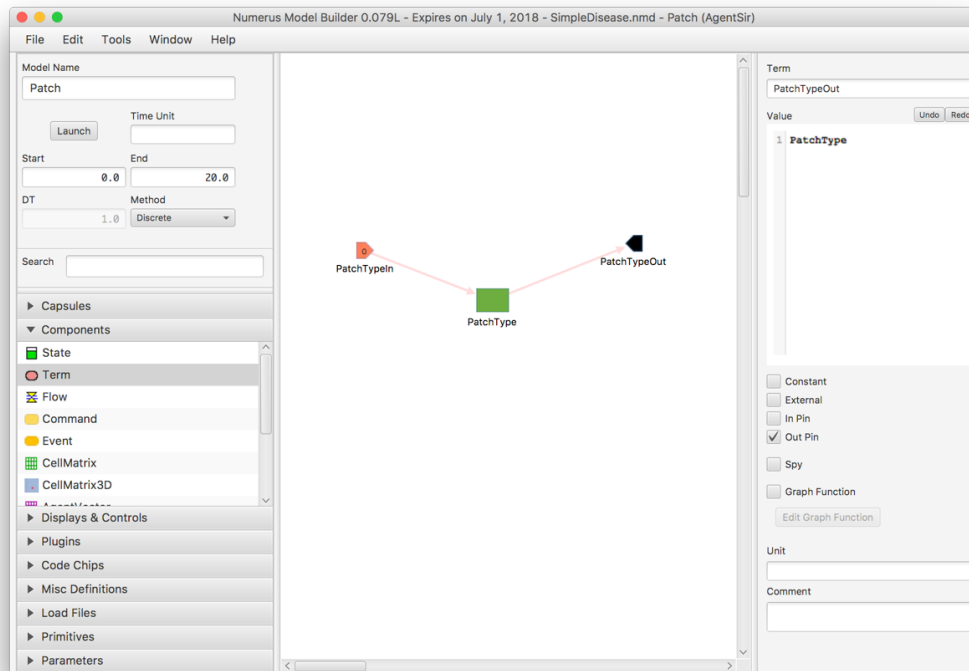 Numerus Model Builder 0.079L - Expires on July 1, 2018 - SimpleDisease.nmd - Patch (AgentSir)
File Edit Tools Window Help
Model Name
Patch
Launch
Time Unit
Start End
0.0 20.0
DT Method
1.0 Discrete
Search
Capsules
Components
State
Term
Flow
Command
Event
CellMatrix
CellMatrix3D
Displays & Controls
Plugins
Code Chips
Misc Definitions
Load Files
Primitives
Parameters
0
PatchTypeIn
PatchTypeOut
PatchType
Term
PatchTypeOut
Value Undo Redo
1 PatchType
Constant
External
In Pin
Out Pin
Spy
Graph Function
Edit Graph Function
Unit
Comment